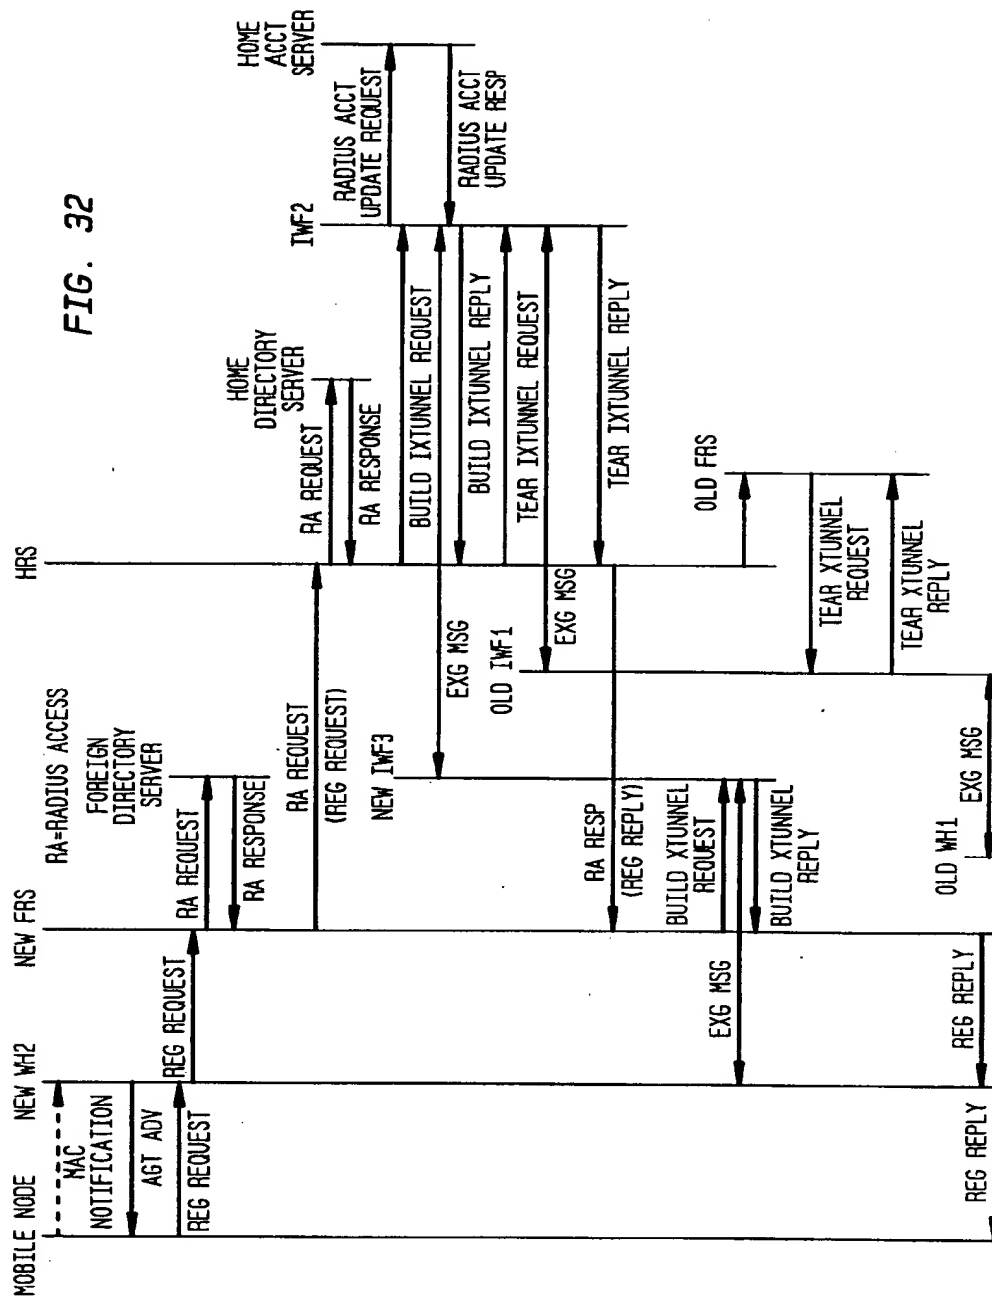 FIG. 32
RA=RADIUS ACCESS
MOBILE NODE
NEW WH2
NEW FRS
FOREIGN
DIRECTORY
SERVER
HRS
HOME
DIRECTORY
SERVER
IWF2
HOME
ACCT
SERVER
MAC
NOTIFICATION
AGT ADV
REG REQUEST
REG REQUEST
RA REQUEST
RA RESPONSE
RA REQUEST
(REG REQUEST)
RA REQUEST
RA RESPONSE
RADIUS ACCT
UPDATE REQUEST
BUILD IXTUNNEL REQUEST
NEW IWF3
EXG MSG
RADIUS ACCT
UPDATE RESP
BUILD IXTUNNEL REPLY
TEAR IXTUNNEL REQUEST
OLD IWF1
EXG MSG
TEAR IXTUNNEL REPLY
RA RESP
(REG REPLY)
BUILD XTUNNEL
REQUEST
EXG MSG
BUILD XTUNNEL
REPLY
OLD FRS
TEAR XTUNNEL
REQUEST
TEAR XTUNNEL
REPLY
OLD WH1
EXG MSG
REG REPLY
REG REPLY